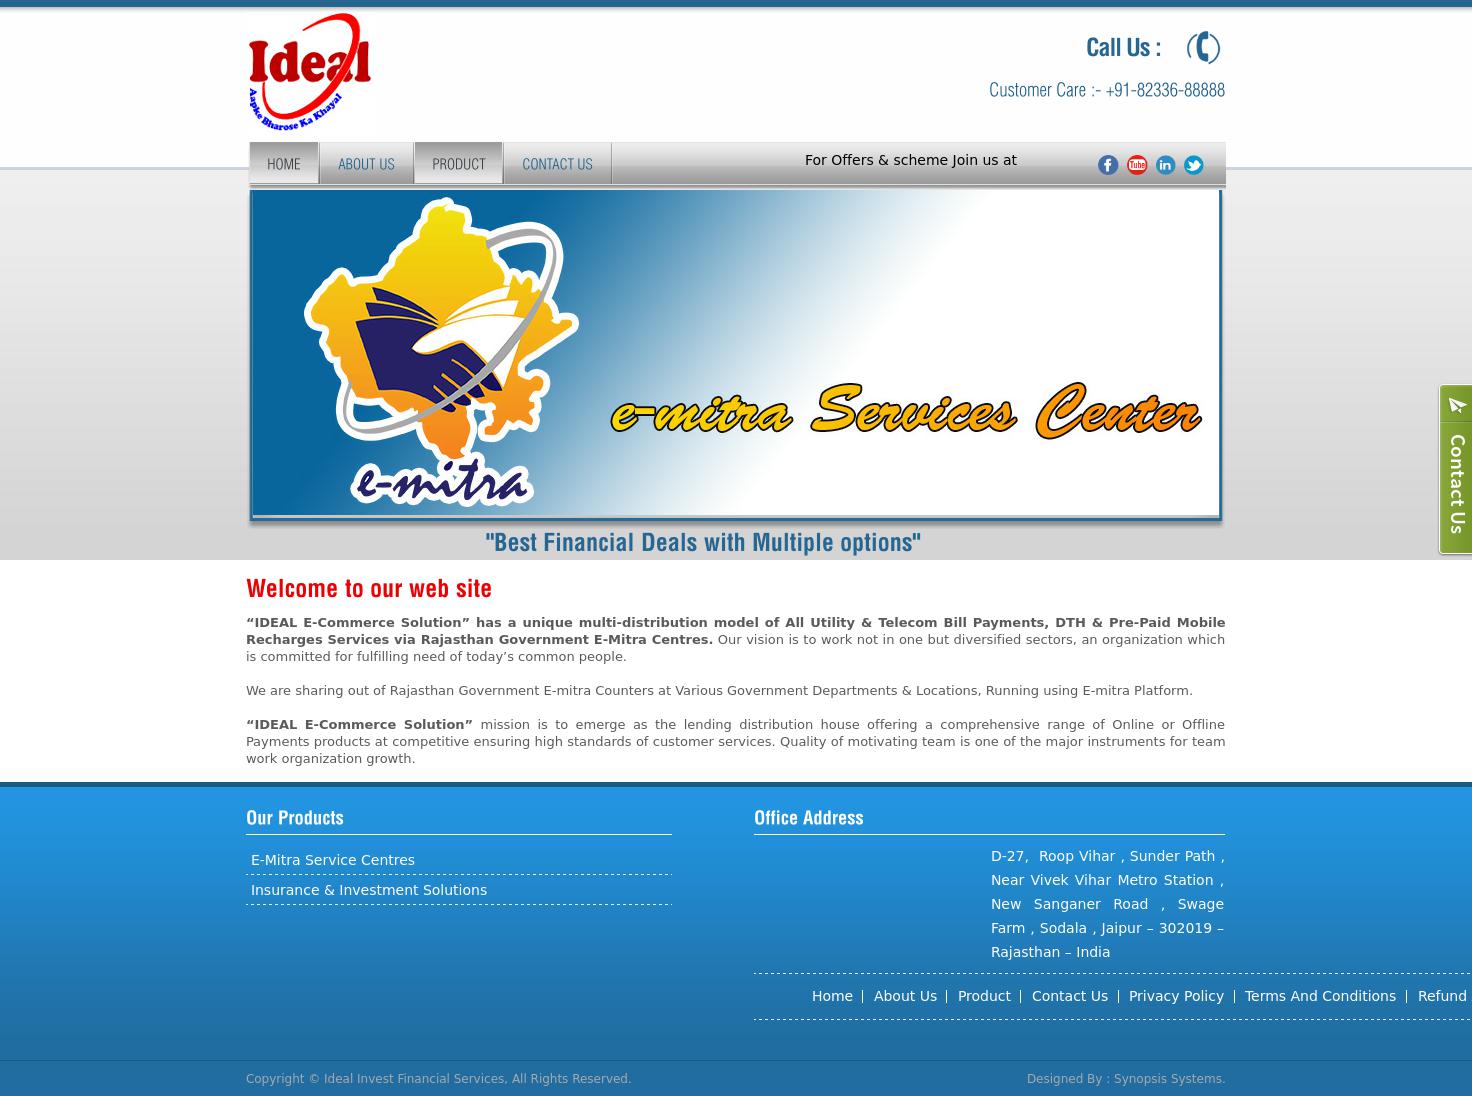 Ideal
Aapke Bharose Ka Khayal
Call Us :
Customer Care :- +91-82336-88888
HOME
ABOUT US
PRODUCT
CONTACT US
For Offers & scheme Join us at
f
You Tube
in
e-mitra
e-mitra Services Center
Contact Us
"Best Financial Deals with Multiple options"
Welcome to our web site
“IDEAL E-Commerce Solution” has a unique multi-distribution model of All Utility & Telecom Bill Payments, DTH & Pre-Paid Mobile
Recharges Services via Rajasthan Government E-Mitra Centres. Our vision is to work not in one but diversified sectors, an organization which
is committed for fulfilling need of today’s common people.
We are sharing out of Rajasthan Government E-mitra Counters at Various Government Departments & Locations, Running using E-mitra Platform.
“IDEAL E-Commerce Solution” mission is to emerge as the lending distribution house offering a comprehensive range of Online or Offline
Payments products at competitive ensuring high standards of customer services. Quality of motivating team is one of the major instruments for team
work organization growth.
Our Products
E-Mitra Service Centres
Insurance & Investment Solutions
Office Address
D-27, Roop Vihar , Sunder Path ,
Near Vivek Vihar Metro Station ,
New Sanganer Road , Swage
Farm , Sodala , Jaipur – 302019 –
Rajasthan – India
Home | About Us | Product | Contact Us | Privacy Policy | Terms And Conditions | Refund
Copyright © Ideal Invest Financial Services, All Rights Reserved.
Designed By : Synopsis Systems.